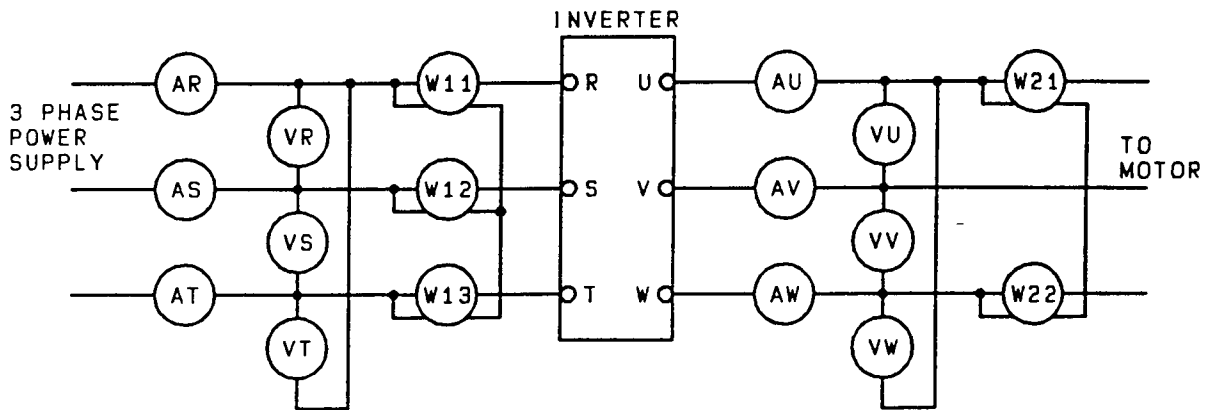 INVERTER
AR W11 R U AU W21
3 PHASE
POWER
SUPPLY
VR VU
TO
MOTOR
AS W12 S V AV
VS VV
AT W13 T W AW W22
VT VW